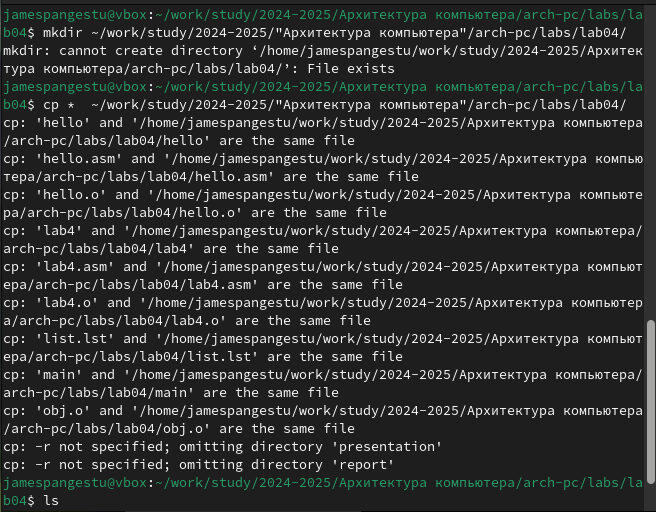 jamespangestu@vbox:~/work/study/2024-2025/Архитектура компьютера/arch-pc/labs/la
b04$ mkdir ~/work/study/2024-2025/"Архитектура компьютера"/arch-pc/labs/lab04/
mkdir: cannot create directory ‘/home/jamespangestu/work/study/2024-2025/Архитек
тура компьютера/arch-pc/labs/lab04/’: File exists
jamespangestu@vbox:~/work/study/2024-2025/Архитектура компьютера/arch-pc/labs/la
b04$ cp *  ~/work/study/2024-2025/"Архитектура компьютера"/arch-pc/labs/lab04/
cp: 'hello' and '/home/jamespangestu/work/study/2024-2025/Архитектура компьютера
/arch-pc/labs/lab04/hello' are the same file
cp: 'hello.asm' and '/home/jamespangestu/work/study/2024-2025/Архитектура компью
тера/arch-pc/labs/lab04/hello.asm' are the same file
cp: 'hello.o' and '/home/jamespangestu/work/study/2024-2025/Архитектура компьюте
ра/arch-pc/labs/lab04/hello.o' are the same file
cp: 'lab4' and '/home/jamespangestu/work/study/2024-2025/Архитектура компьютера/
arch-pc/labs/lab04/lab4' are the same file
cp: 'lab4.asm' and '/home/jamespangestu/work/study/2024-2025/Архитектура компьют
ера/arch-pc/labs/lab04/lab4.asm' are the same file
cp: 'lab4.o' and '/home/jamespangestu/work/study/2024-2025/Архитектура компьютер
а/arch-pc/labs/lab04/lab4.o' are the same file
cp: 'list.lst' and '/home/jamespangestu/work/study/2024-2025/Архитектура компьют
ера/arch-pc/labs/lab04/list.lst' are the same file
cp: 'main' and '/home/jamespangestu/work/study/2024-2025/Архитектура компьютера/
arch-pc/labs/lab04/main' are the same file
cp: 'obj.o' and '/home/jamespangestu/work/study/2024-2025/Архитектура компьютера
/arch-pc/labs/lab04/obj.o' are the same file
cp: -r not specified; omitting directory 'presentation'
cp: -r not specified; omitting directory 'report'
jamespangestu@vbox:~/work/study/2024-2025/Архитектура компьютера/arch-pc/labs/la
b04$ ls